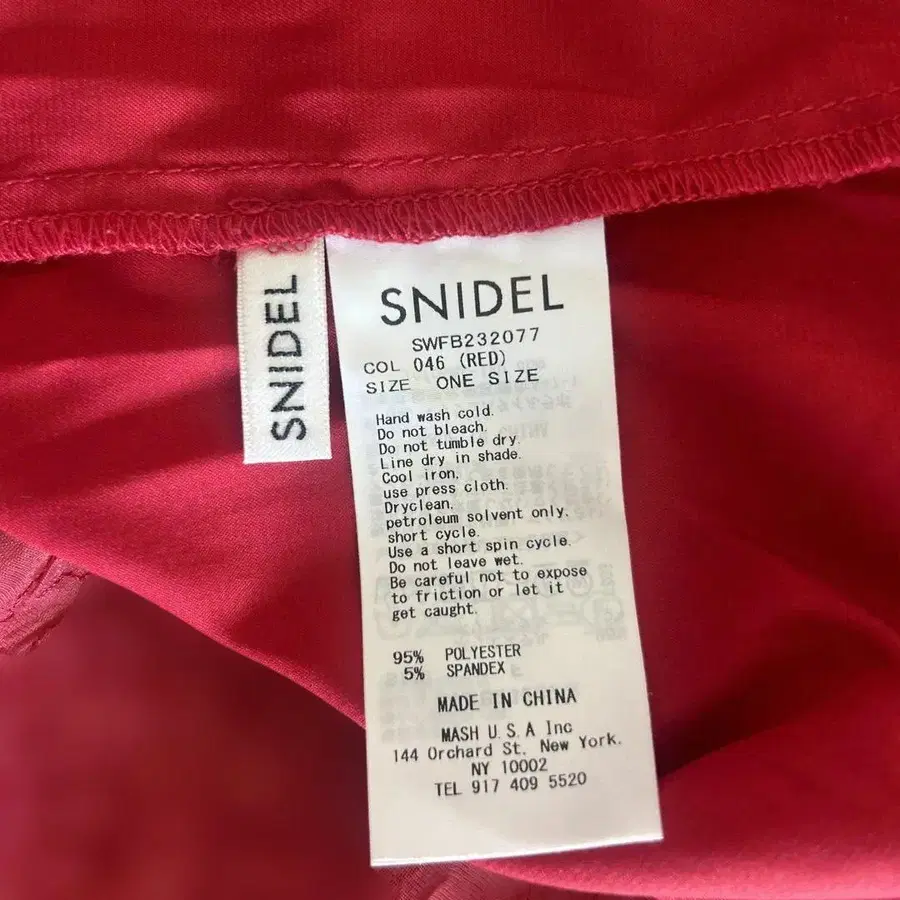 SNIDEL
SNIDEL
SWFB232077
COL 046 (RED)
SIZE ONE SIZE
Hand wash cold.
Do not bleach.
Do not tumble dry.
Line dry in shade.
Cool iron,
use press cloth.
Dryclean,
petroleum solvent only,
short cycle.
Use a short spin cycle.
Do not leave wet.
Be careful not to expose
to friction or let it
get caught.
95% POLYESTER
5% SPANDEX
MADE IN CHINA
MASH U.S.A Inc
144 Orchard St. New York.
NY 10002
TEL 917 409 5520